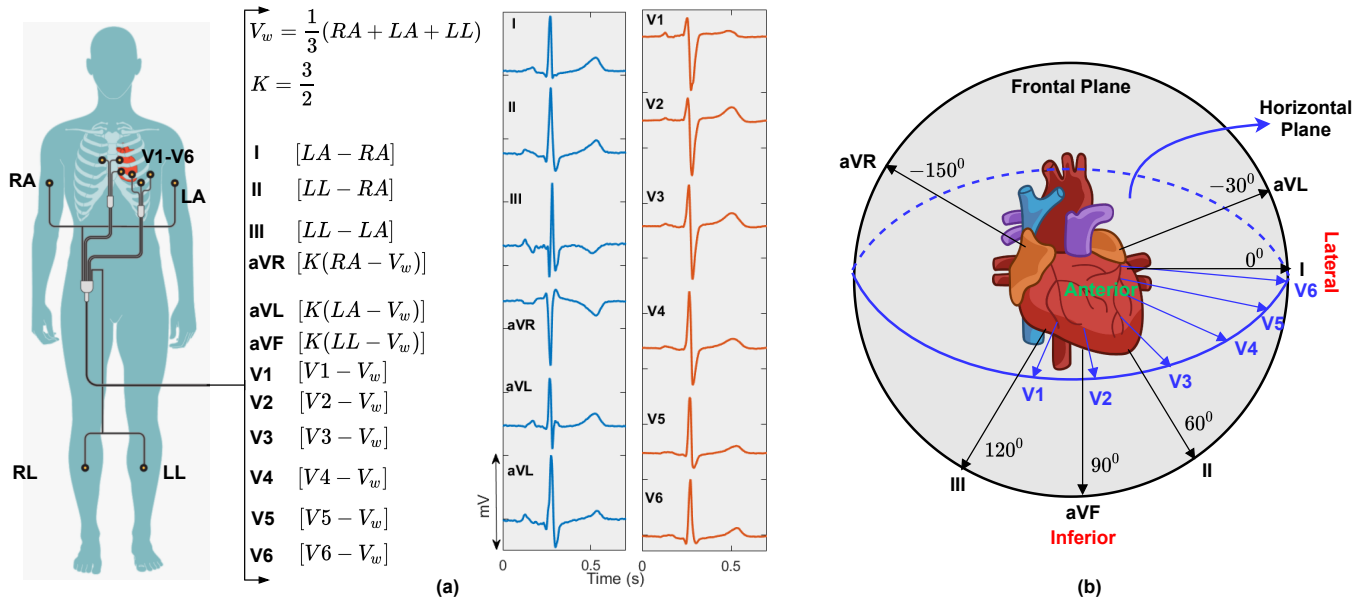 V_w = 1/3 (RA + LA + LL)
K = 3/2
V1-V6
RA
LA
RL
LL
I [LA − RA]
II [LL − RA]
III [LL − LA]
aVR [K(RA − V_w)]
aVL [K(LA − V_w)]
aVF [K(LL − V_w)]
V1 [V1 − V_w]
V2 [V2 − V_w]
V3 [V3 − V_w]
V4 [V4 − V_w]
V5 [V5 − V_w]
V6 [V6 − V_w]
I
II
III
aVR
aVL
aVL
mV
0 0.5
V1
V2
V3
V4
V5
V6
0 0.5
Time (s)
(a)
Frontal Plane
Horizontal
Plane
aVR
−150⁰
−30⁰
aVL
0⁰
I
Lateral
Anterior
V6
V5
V4
V3
V2
V1
120⁰
90⁰
60⁰
III
II
aVF
Inferior
(b)